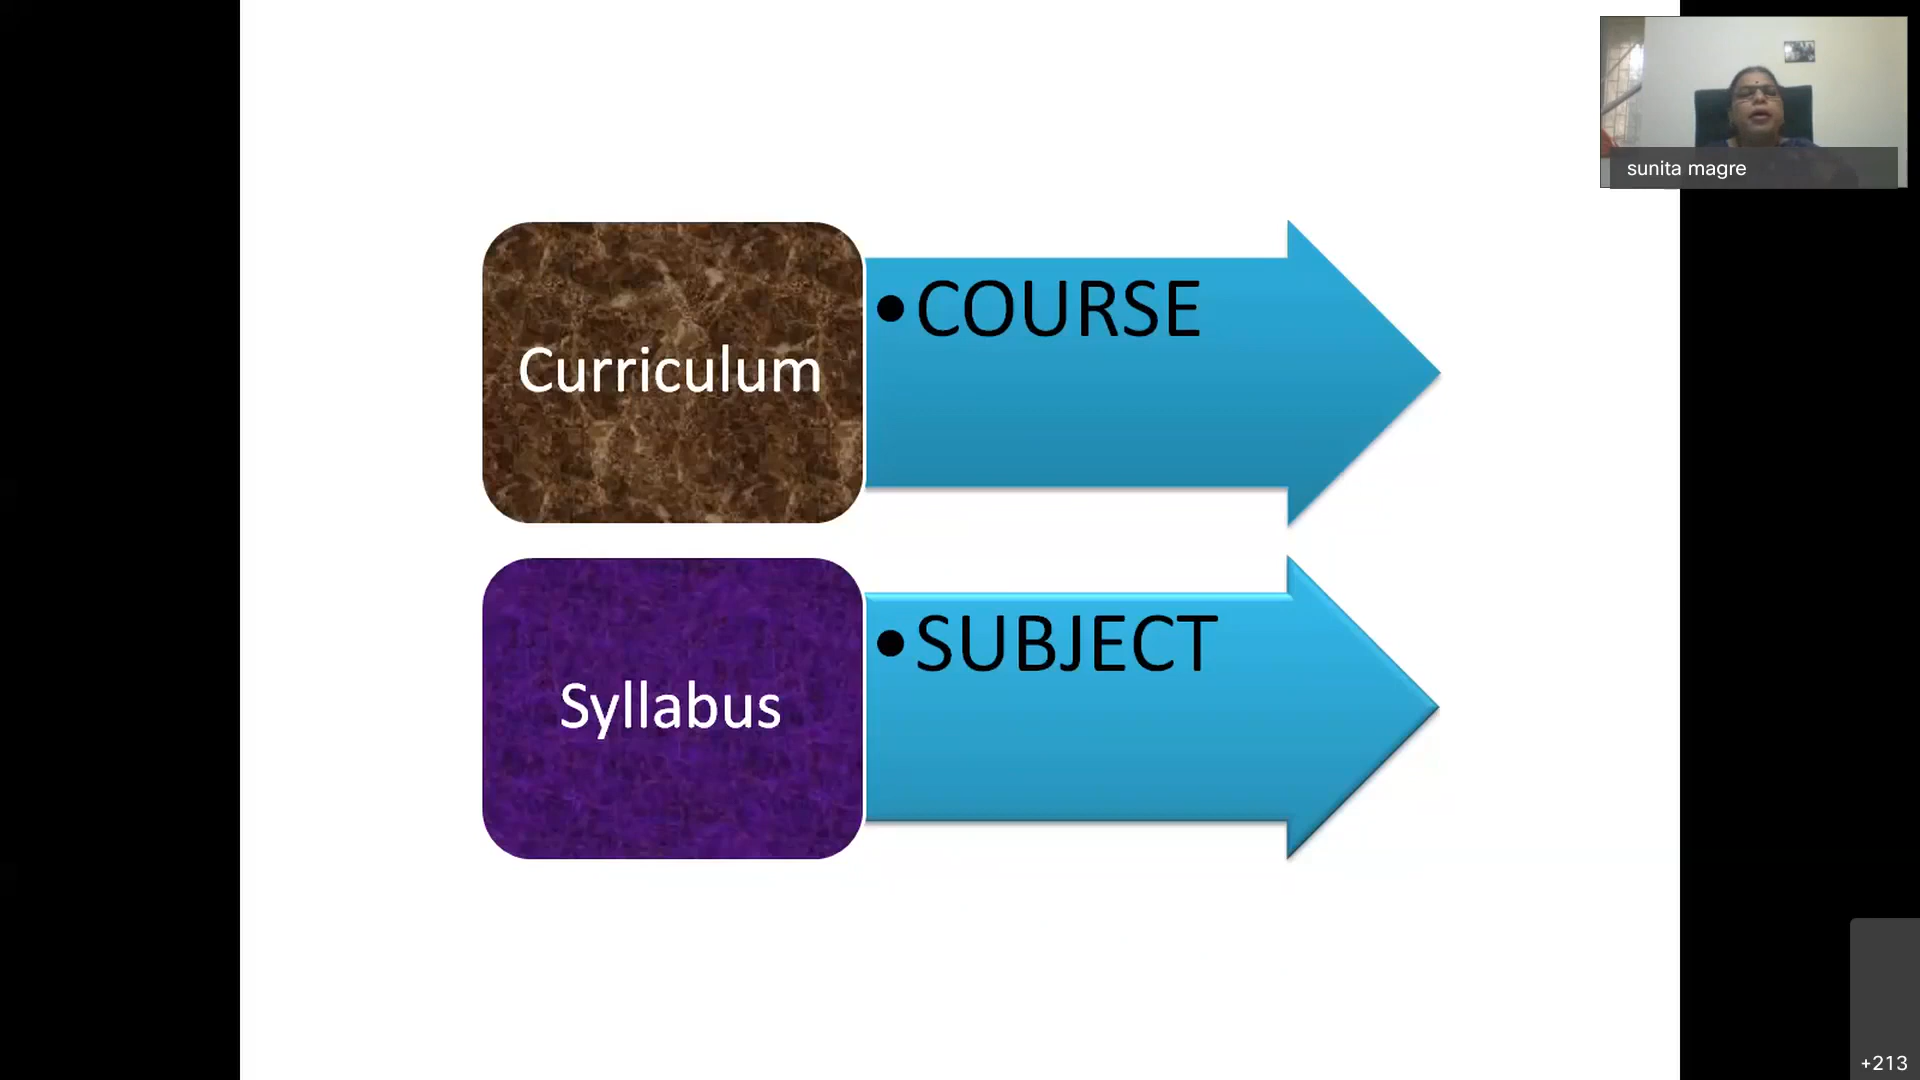 sunita magre
Curriculum
•COURSE
Syllabus
•SUBJECT
+213